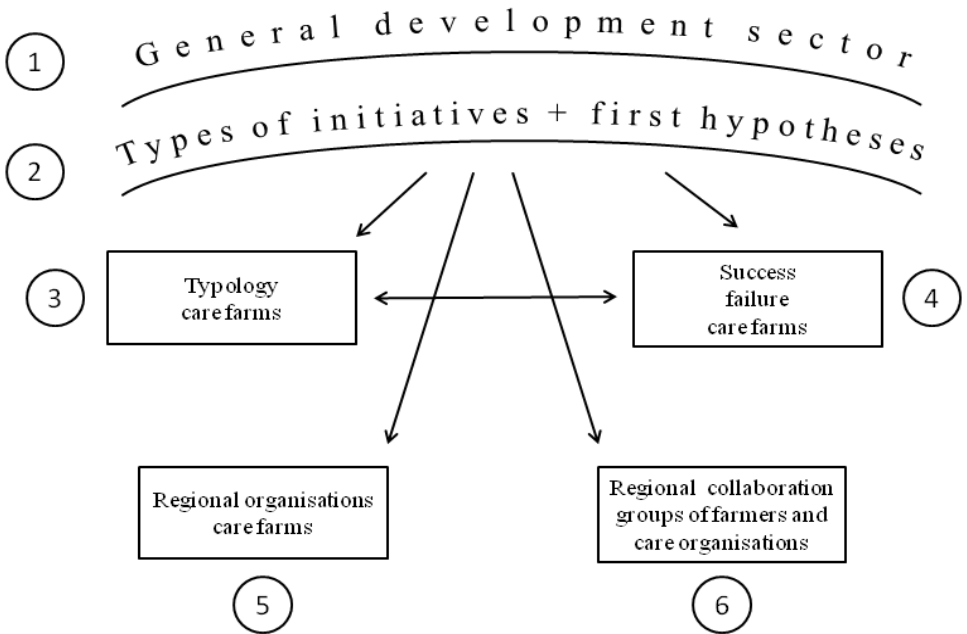 General development sector
1
Types of initiatives + first hypotheses
2
3
Typology
care farms
Success
failure
care farms
4
Regional organisations
care farms
Regional collaboration
groups of farmers and
care organisations
5
6